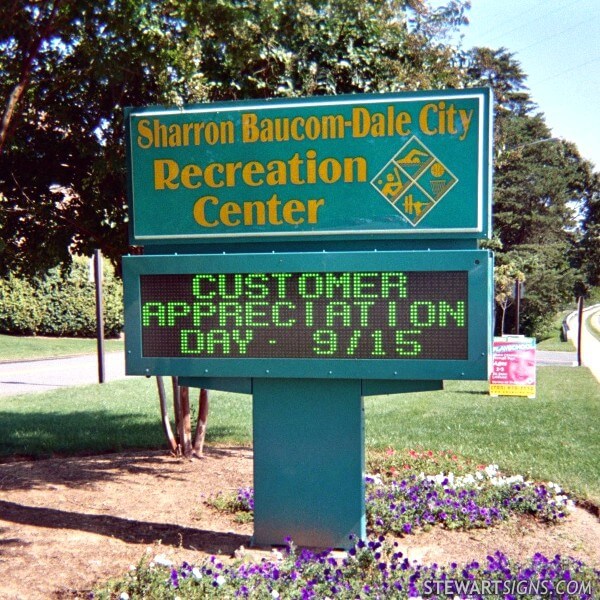 Sharron Baucom-Dale City
Recreation
Center
CUSTOMER
APPRECIATION
DAY - 9/15
STEWARTSIGNS.COM